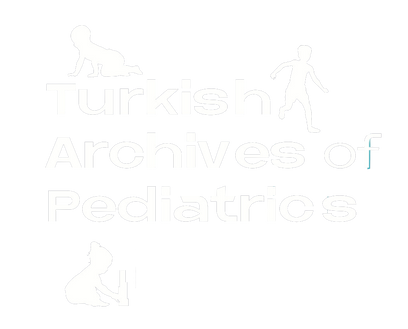 Turkish
Archives of
Pediatrics